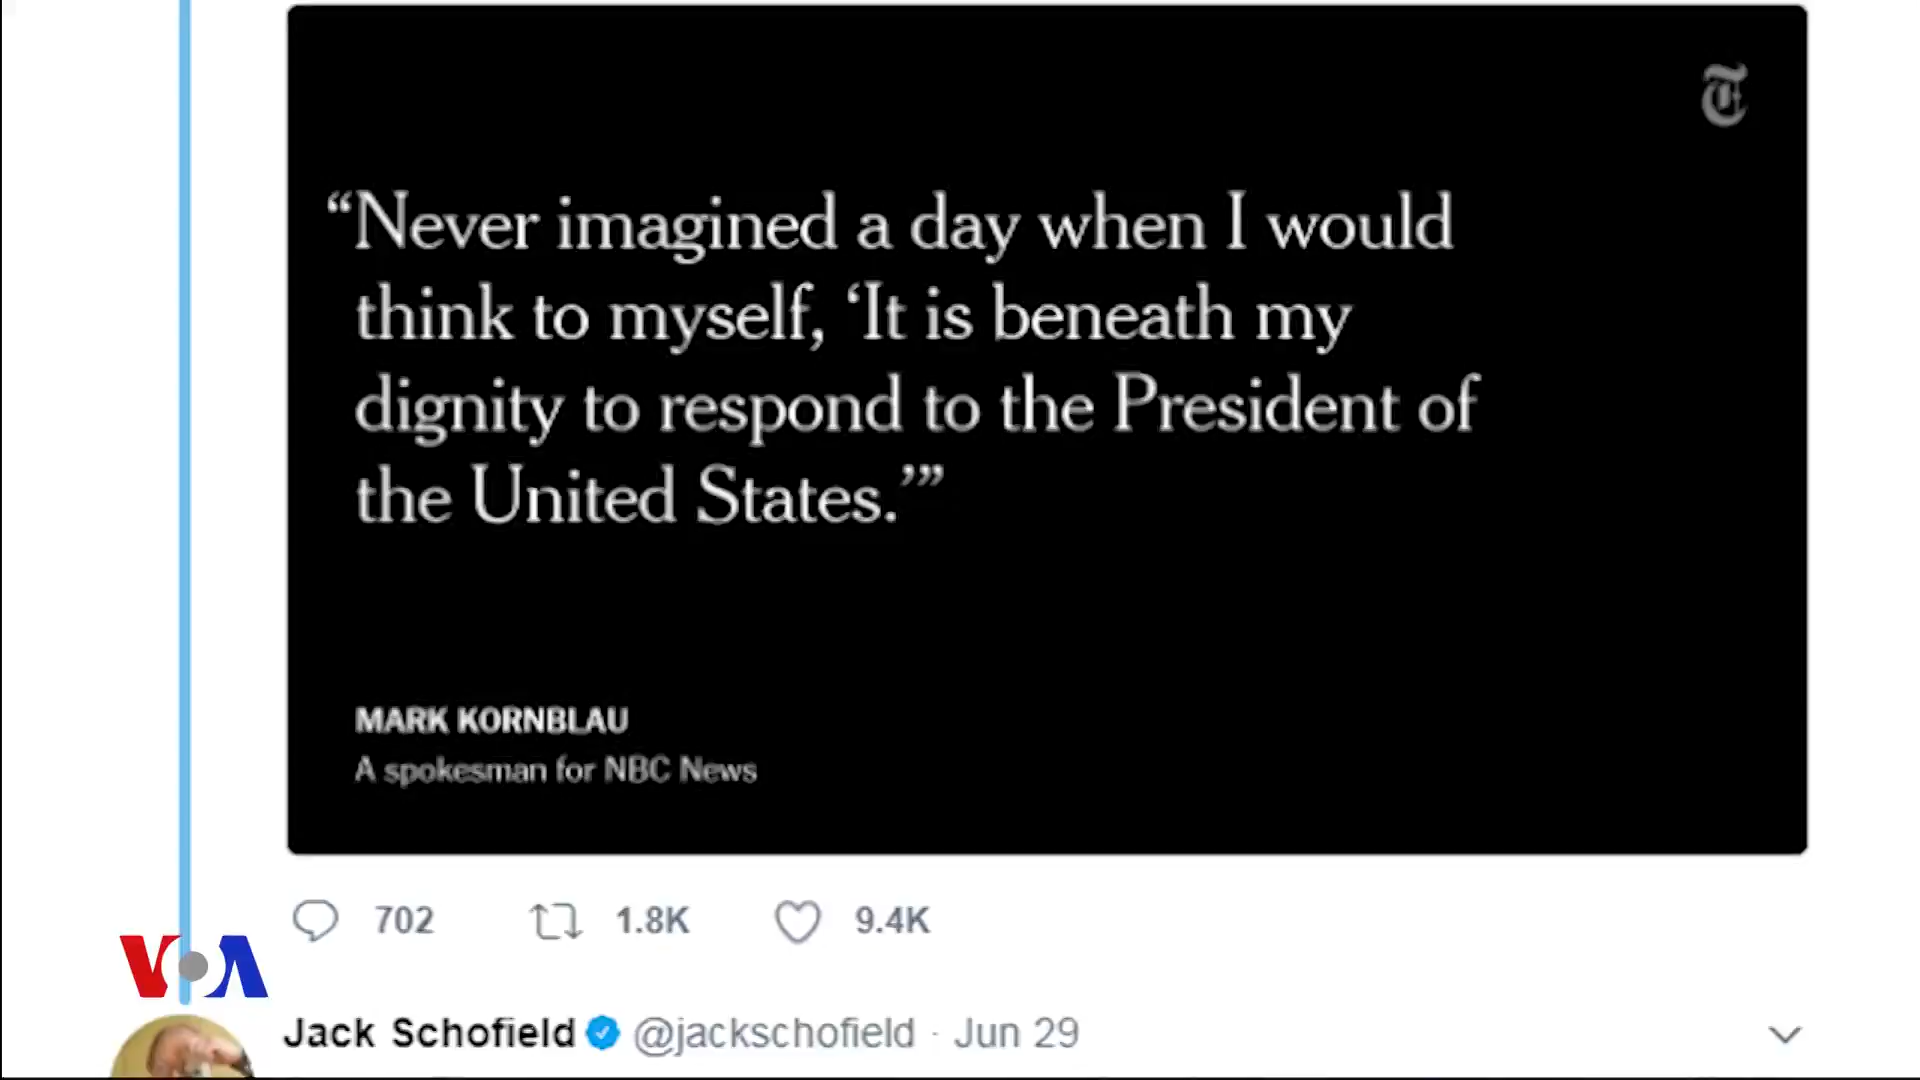 T
“Never imagined a day when I would
think to myself, ‘It is beneath my
dignity to respond to the President of
the United States.’”
MARK KORNBLAU
A spokesman for NBC News
702 1.8K 9.4K
VOA
Jack Schofield @jackschofield · Jun 29